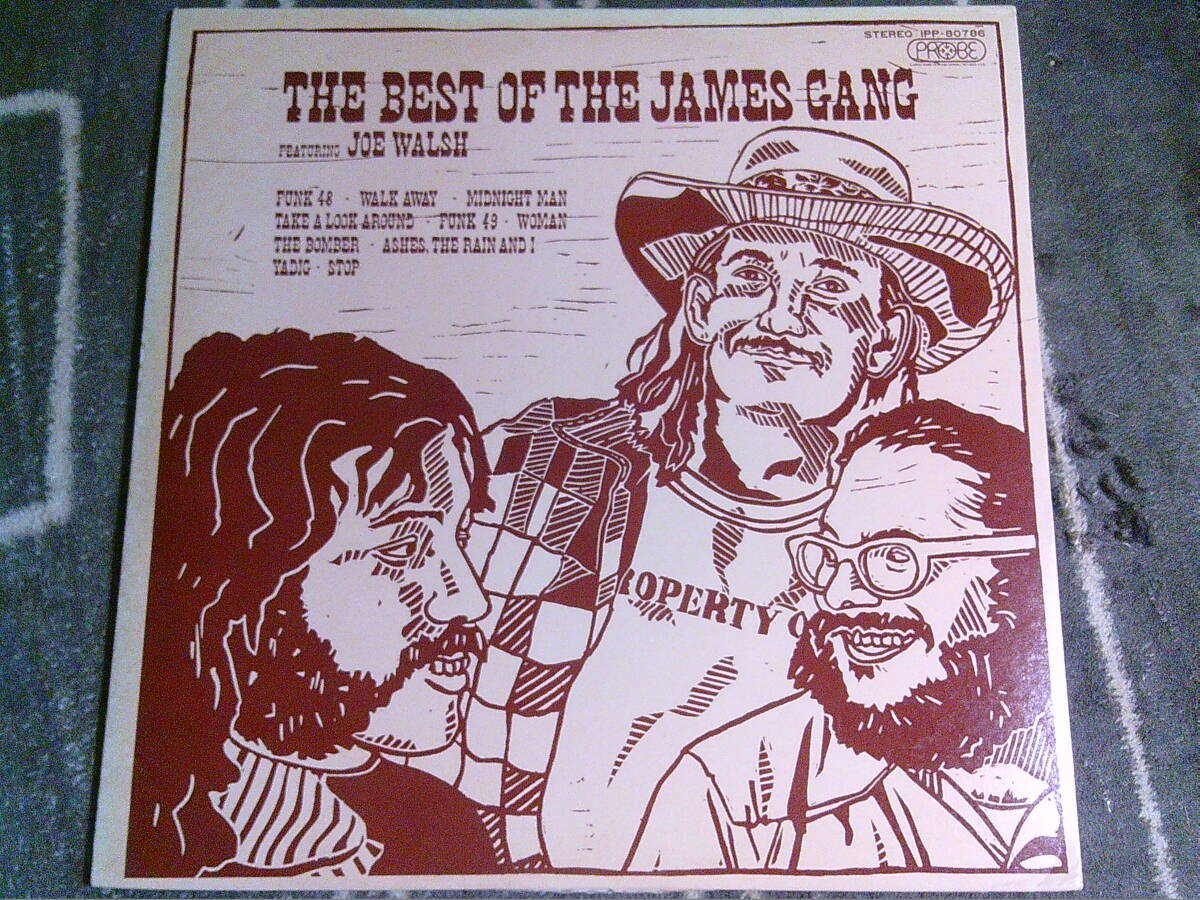 STEREO IPP-80786
PROBE
THE BEST OF THE JAMES GANG
FEATURING JOE WALSH
FUNK 48 - WALK AWAY - MIDNIGHT MAN
TAKE A LOOK AROUND - FUNK 49 - WOMAN
THE BOMBER - ASHES, THE RAIN AND I
YADIG - STOP
ROPERTY O